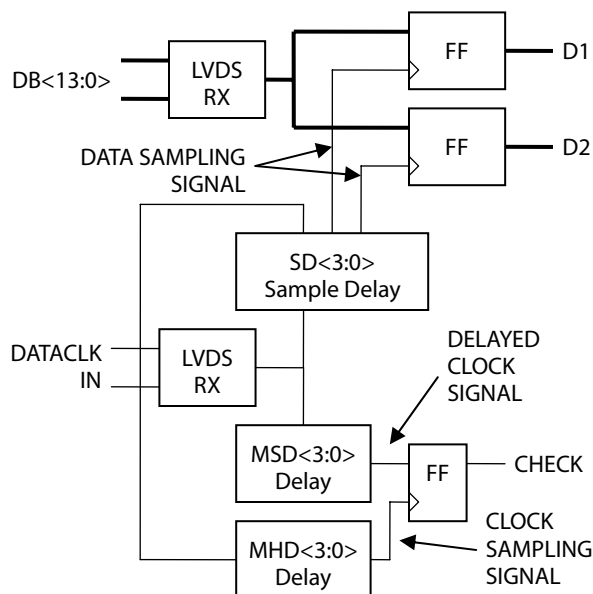 LVDS
RX
DB<13:0>
FF
D1
FF
D2
DATA SAMPLING
SIGNAL
SD<3:0>
Sample Delay
DATACLK
IN
LVDS
RX
DELAYED
CLOCK
SIGNAL
MSD<3:0>
Delay
FF
CHECK
MHD<3:0>
Delay
CLOCK
SAMPLING
SIGNAL